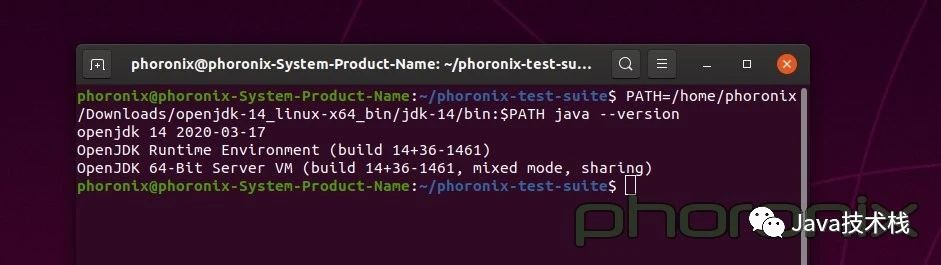 phoronix@phoronix-System-Product-Name: ~/phoronix-test-su...
phoronix@phoronix-System-Product-Name:~/phoronix-test-suite$ PATH=/home/phoronix
/Downloads/openjdk-14_linux-x64_bin/jdk-14/bin:$PATH java --version
openjdk 14 2020-03-17
OpenJDK Runtime Environment (build 14+36-1461)
OpenJDK 64-Bit Server VM (build 14+36-1461, mixed mode, sharing)
phoronix@phoronix-System-Product-Name:~/phoronix-test-suite$
phoronix
Java技术栈